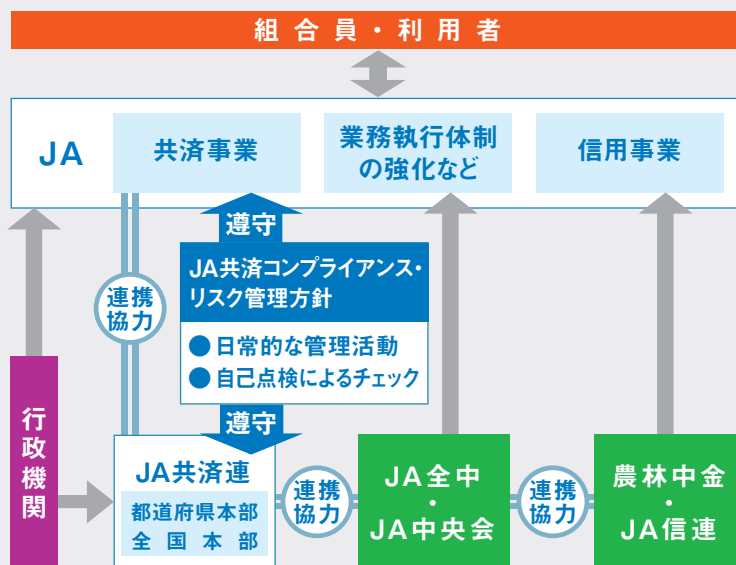 組合員・利用者
JA
共済事業
業務執行体制
の強化など
信用事業
遵守
JA共済コンプライアンス・
リスク管理方針
●日常的な管理活動
●自己点検によるチェック
遵守
連携
協力
行政機関
JA共済連
都道府県本部
全国本部
連携
協力
JA全中
・
JA中央会
連携
協力
農林中金
・
JA信連